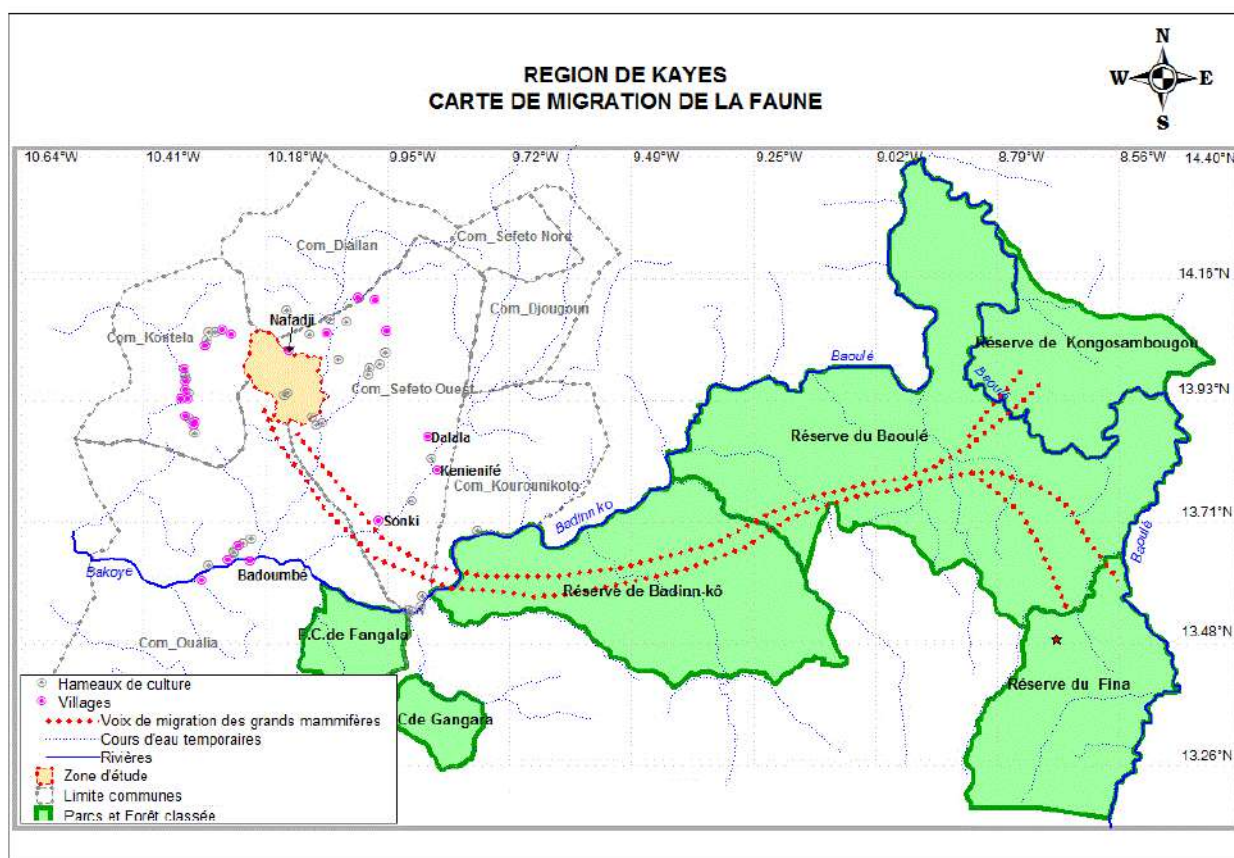 REGION DE KAYES
CARTE DE MIGRATION DE LA FAUNE
N
W E
S
10.64°W 10.41°W 10.18°W 9.95°W 9.72°W 9.40°W 9.25°W 9.02°W 8.79°W 8.56°W 14.40°N
Com_Diallan
Com_Sefeto Nord
14.16°N
Com_Djougoun
Nafadji
Com_Kontela
Baoulé
Réserve de Kongosambougou
Baoulé
Com_Sefeto Ouest
13.93°N
Dalala
Réserve du Baoulé
Kenienifé
Com_Kourounikoto
Sonki
Badinn ko
13.71°N
Baoulé
Bakoye
Badoumbé
Réserve de Badinn-kô
F.C.de Fangala
Com_Oualia
13.48°N
Réserve du Fina
Cde Gangara
13.26°N
Hameaux de culture
Villages
Voix de migration des grands mammifères
Cours d'eau temporaires
Rivières
Zone d'étude
Limite communes
Parcs et Forêt classée